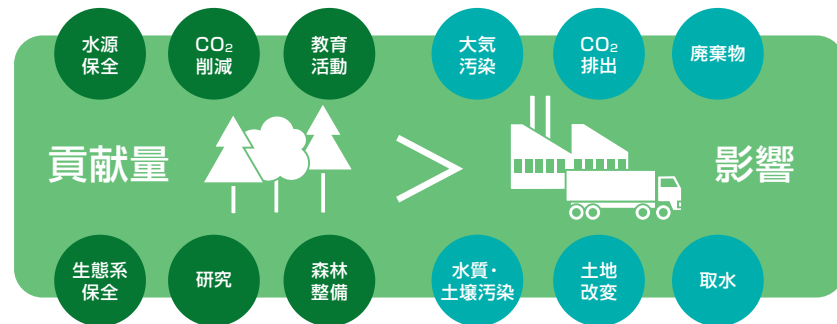 水源
保全
CO₂
削減
教育
活動
大気
汚染
CO₂
排出
廃棄物
貢献量
>
影響
生態系
保全
研究
森林
整備
水質・
土壌汚染
土地
改変
取水